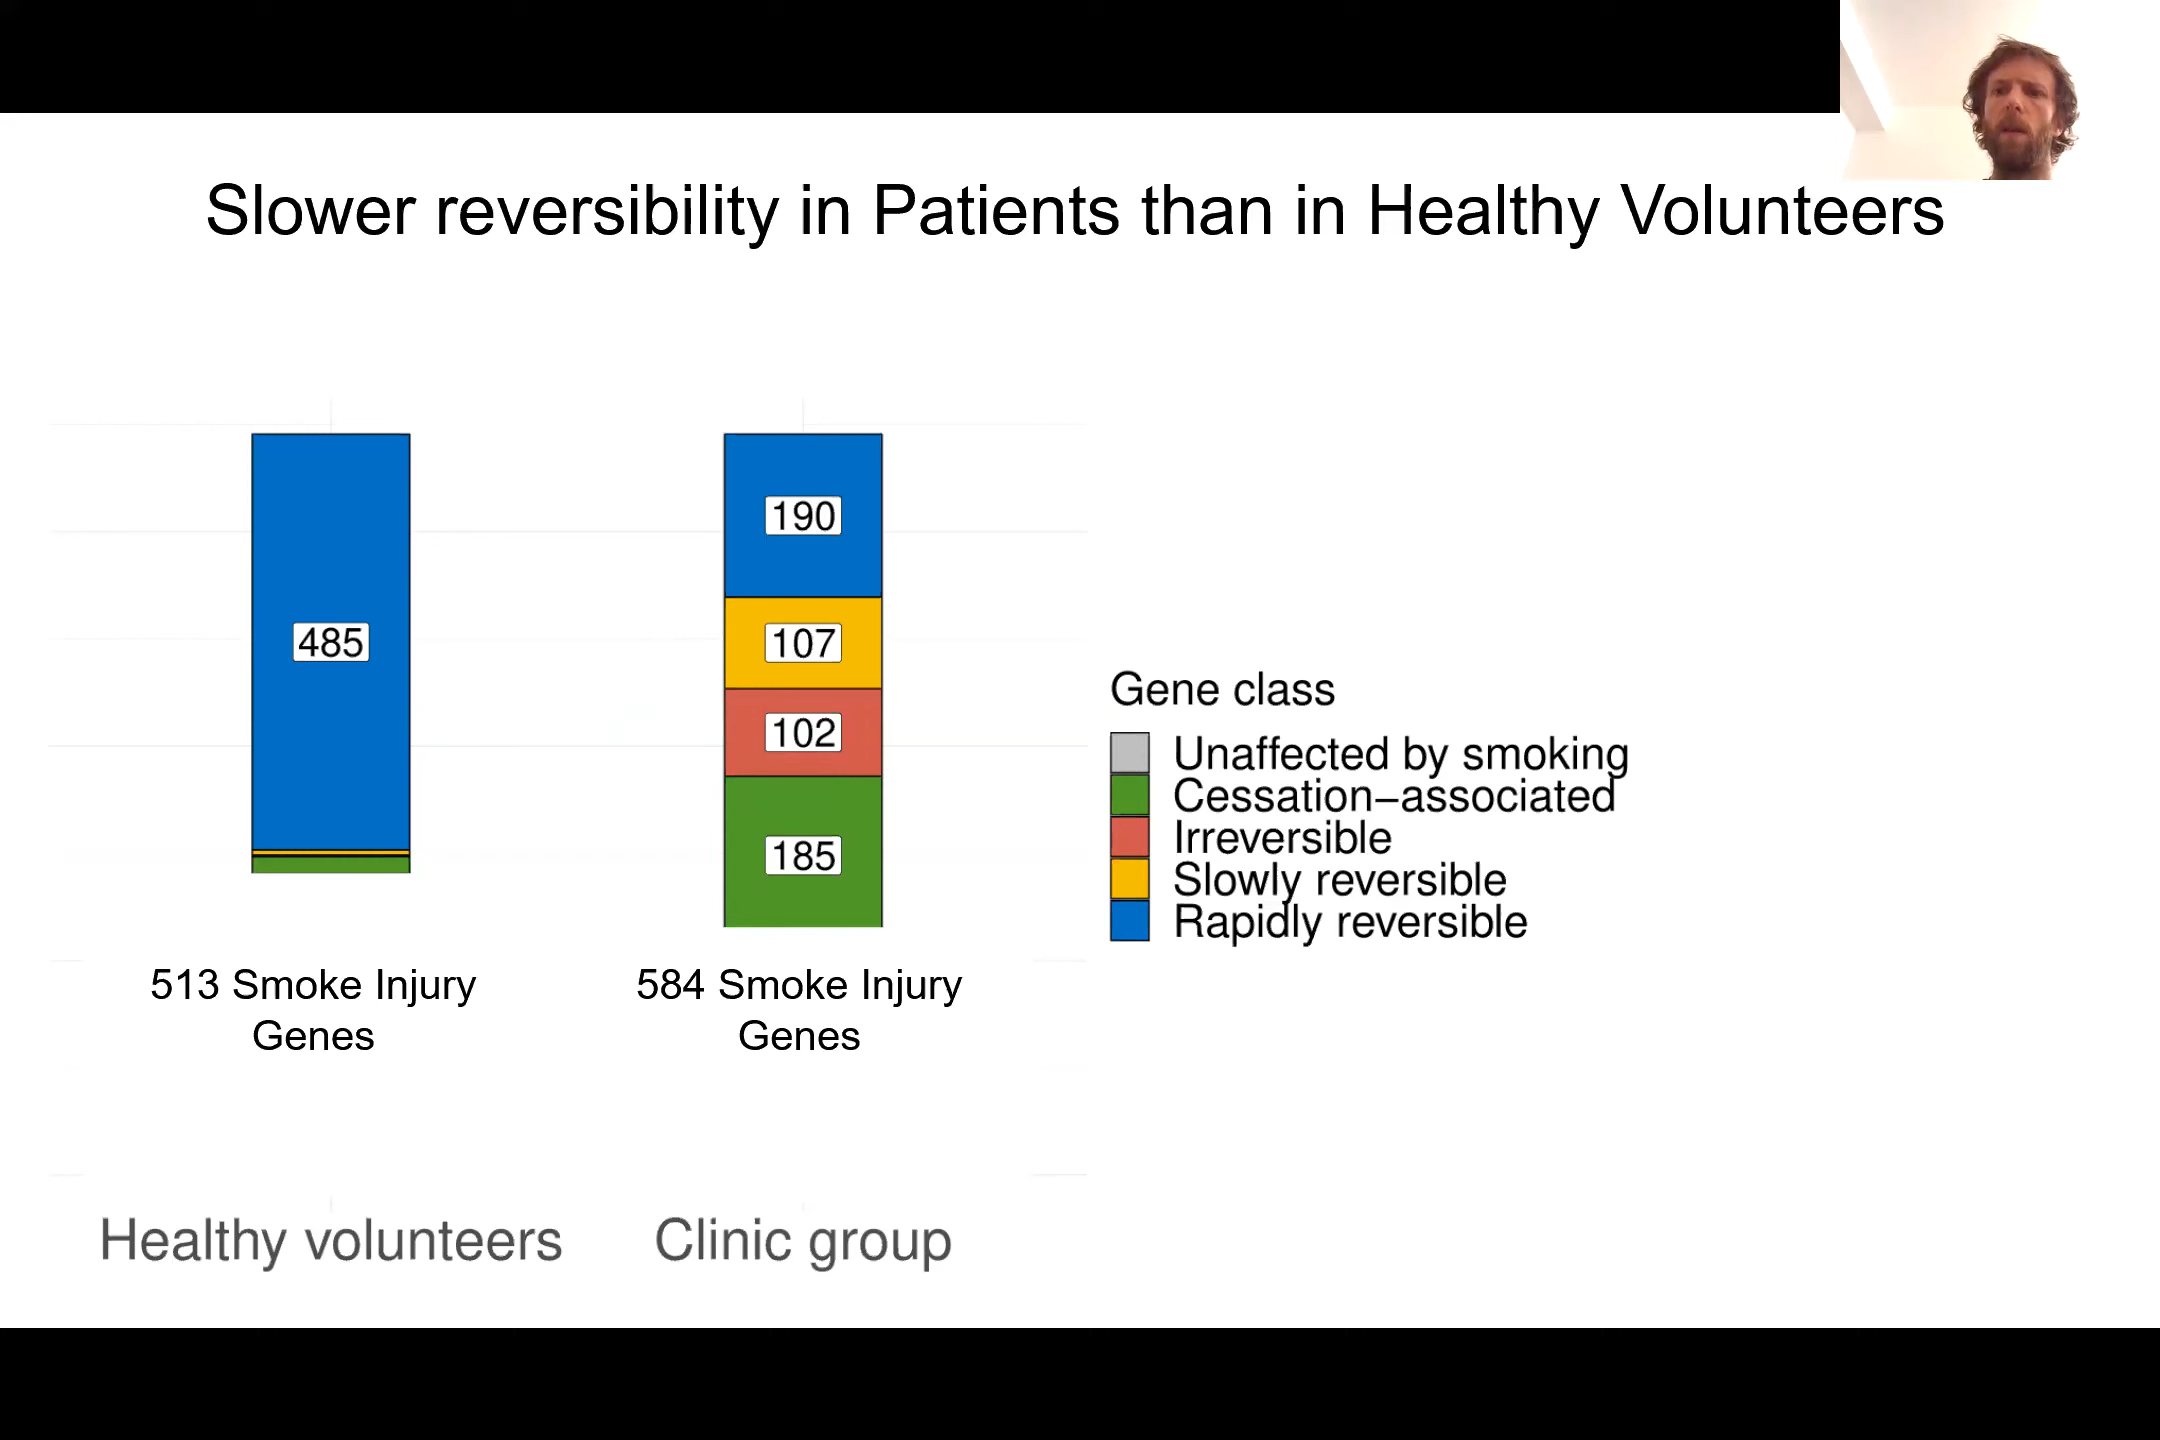 Slower reversibility in Patients than in Healthy Volunteers
485
190
107
102
185
513 Smoke Injury
Genes
584 Smoke Injury
Genes
Healthy volunteers
Clinic group
Gene class
Unaffected by smoking
Cessation−associated
Irreversible
Slowly reversible
Rapidly reversible